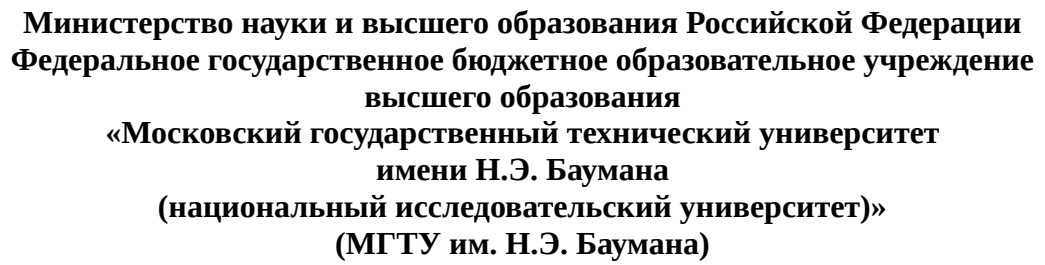 Министерство науки и высшего образования Российской Федерации
Федеральное государственное бюджетное образовательное учреждение
высшего образования
«Московский государственный технический университет
имени Н.Э. Баумана
(национальный исследовательский университет)»
(МГТУ им. Н.Э. Баумана)